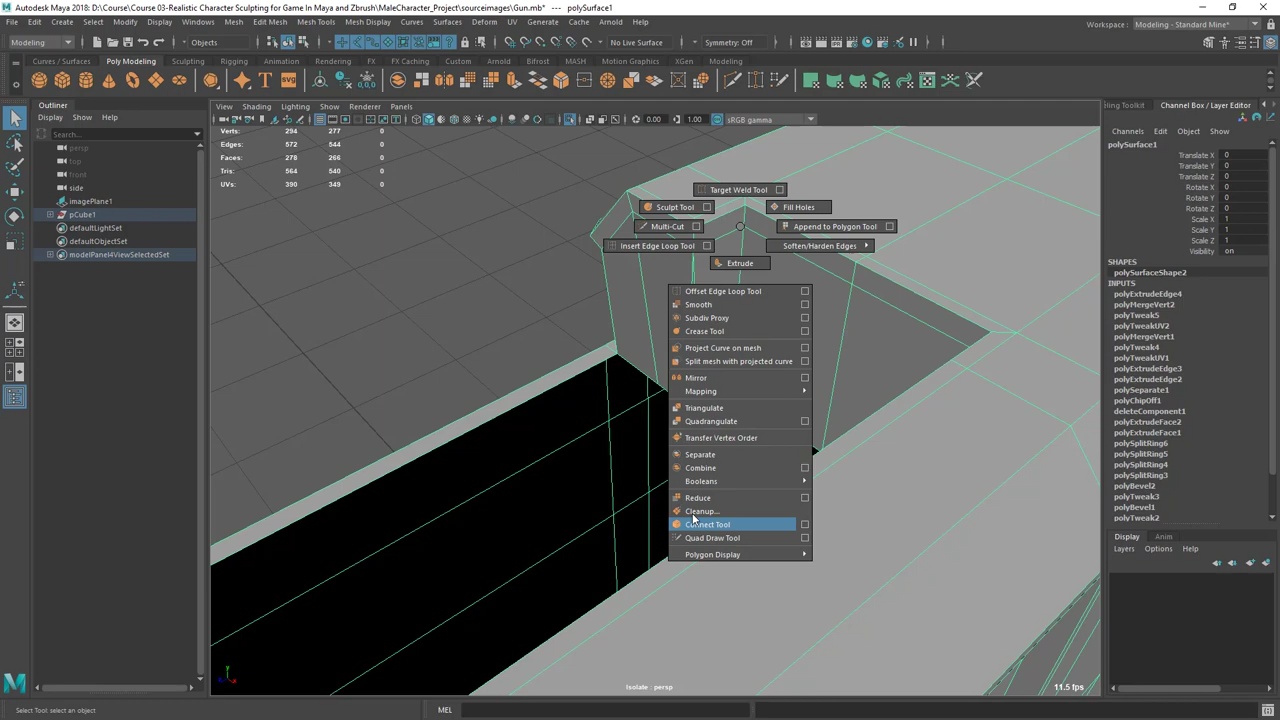 Autodesk Maya 2018: D:\Course\Course 03-Realistic Character Sculpting for Game In Maya and Zbrush\MaleCharacter_Project\sourceimages\Gun.mb* --- polySurface1
File Edit Create Select Modify Display Windows Mesh Edit Mesh Mesh Tools Mesh Display Curves Surfaces Deform UV Generate Cache Arnold Help
Workspace : Modeling - Standard Mine*
Modeling Objects No Live Surface Symmetry: Off
Curves / Surfaces Poly Modeling Sculpting Rigging Animation Rendering FX FX Caching Custom Arnold Bifrost MASH Motion Graphics XGen Modeling
Outliner
Display Show Help
Search...
persp
top
front
side
imagePlane1
pCube1
defaultLightSet
defaultObjectSet
modelPanel4ViewSelectedSet
View Shading Lighting Show Renderer Panels
0.00 1.00 sRGB gamma
Verts: 294 277 0
Edges: 572 544 0
Faces: 278 266 0
Tris: 564 540 0
UVs: 390 349 0
Target Weld Tool
Sculpt Tool
Fill Holes
Multi-Cut
Append to Polygon Tool
Insert Edge Loop Tool
Soften/Harden Edges
Extrude
Offset Edge Loop Tool
Smooth
Subdiv Proxy
Crease Tool
Project Curve on mesh
Split mesh with projected curve
Mirror
Mapping
Triangulate
Quadrangulate
Transfer Vertex Order
Separate
Combine
Booleans
Reduce
Cleanup...
Connect Tool
Quad Draw Tool
Polygon Display
Isolate : persp
11.5 fps
ling Toolkit Channel Box / Layer Editor
Channels Edit Object Show
polySurface1
Translate X 0
Translate Y 0
Translate Z 0
Rotate X 0
Rotate Y 0
Rotate Z 0
Scale X 1
Scale Y 1
Scale Z 1
Visibility on
SHAPES
polySurfaceShape2
INPUTS
polyExtrudeEdge4
polyMergeVert2
polyTweak5
polyTweakUV2
polyMergeVert1
polyTweak4
polyTweakUV1
polyExtrudeEdge3
polyExtrudeEdge2
polySeparate1
polyChipOff1
deleteComponent1
polyExtrudeFace2
polyExtrudeFace1
polySplitRing6
polySplitRing5
polySplitRing4
polySplitRing3
polyBevel2
polyTweak3
polyBevel1
polyTweak2
Display Anim
Layers Options Help
Select Tool: select an object
MEL